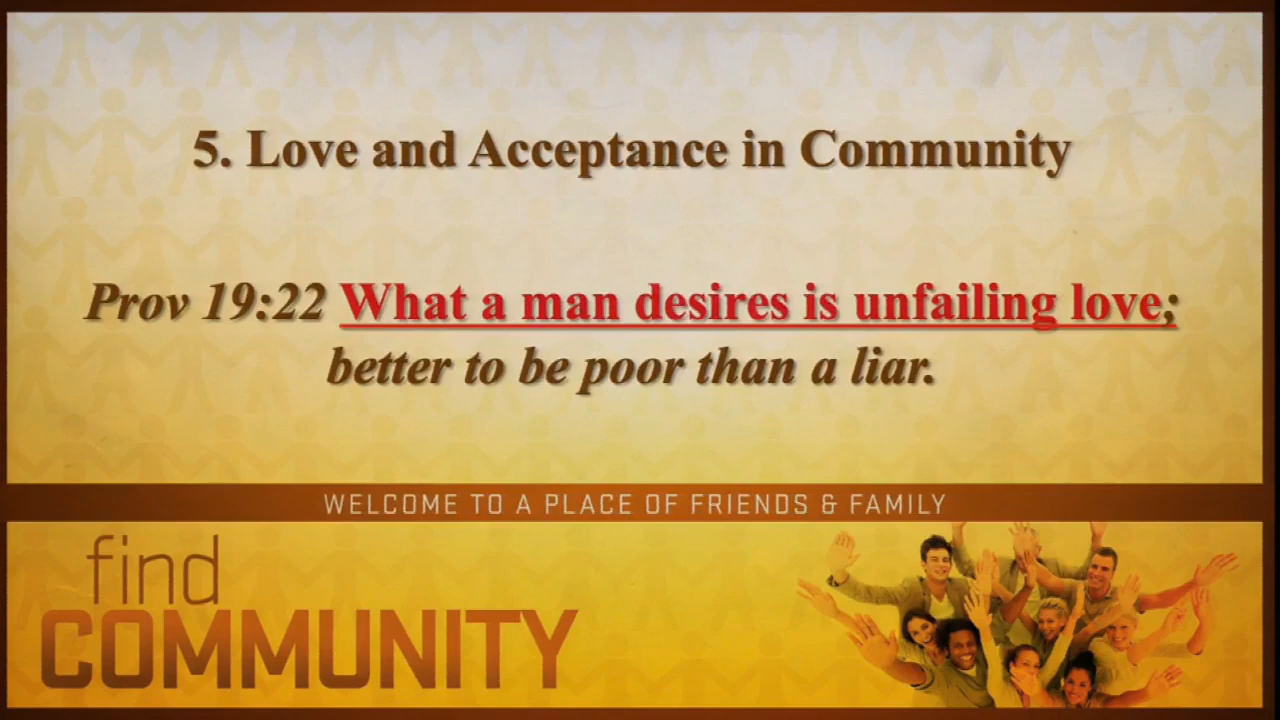 5. Love and Acceptance in Community
Prov 19:22 What a man desires is unfailing love;
better to be poor than a liar.
WELCOME TO A PLACE OF FRIENDS & FAMILY
find
COMMUNITY